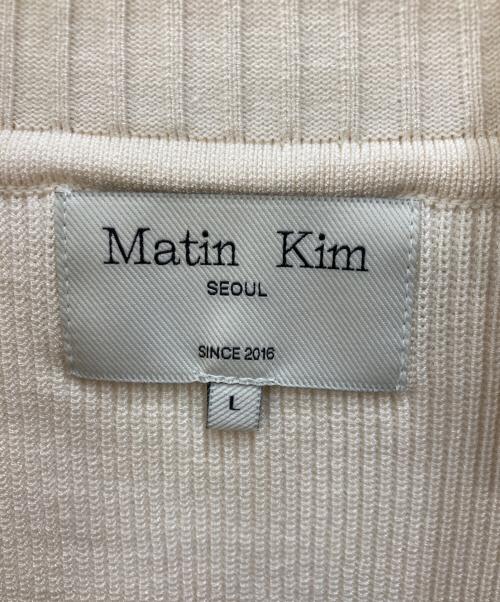 Matin Kim
SEOUL
SINCE 2016
L